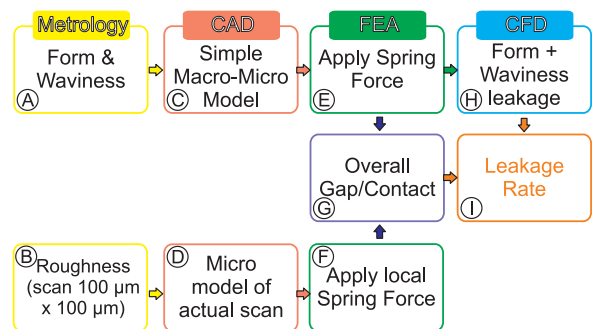 Metrology
CAD
FEA
CFD
Form &
Waviness
A
Simple
Macro-Micro
Model
C
Apply Spring
Force
E
Form +
Waviness
leakage
H
Overall
Gap/Contact
G
Leakage
Rate
I
B
Roughness
(scan 100 µm
x 100 µm)
D
Micro
model of
actual scan
F
Apply local
Spring Force